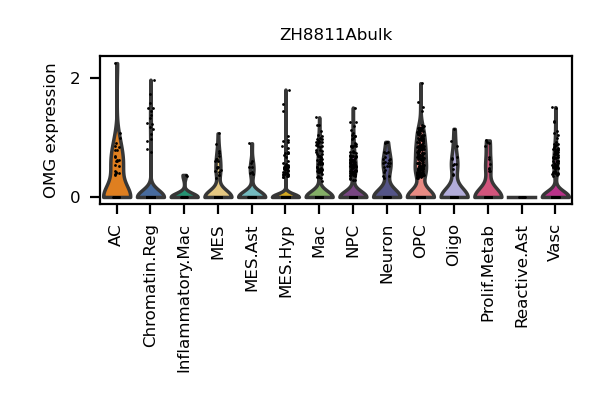 ZH8811Abulk
OMG expression
2
0
AC
Chromatin.Reg
Inflammatory.Mac
MES
MES.Ast
MES.Hyp
Mac
NPC
Neuron
OPC
Oligo
Prolif.Metab
Reactive.Ast
Vasc